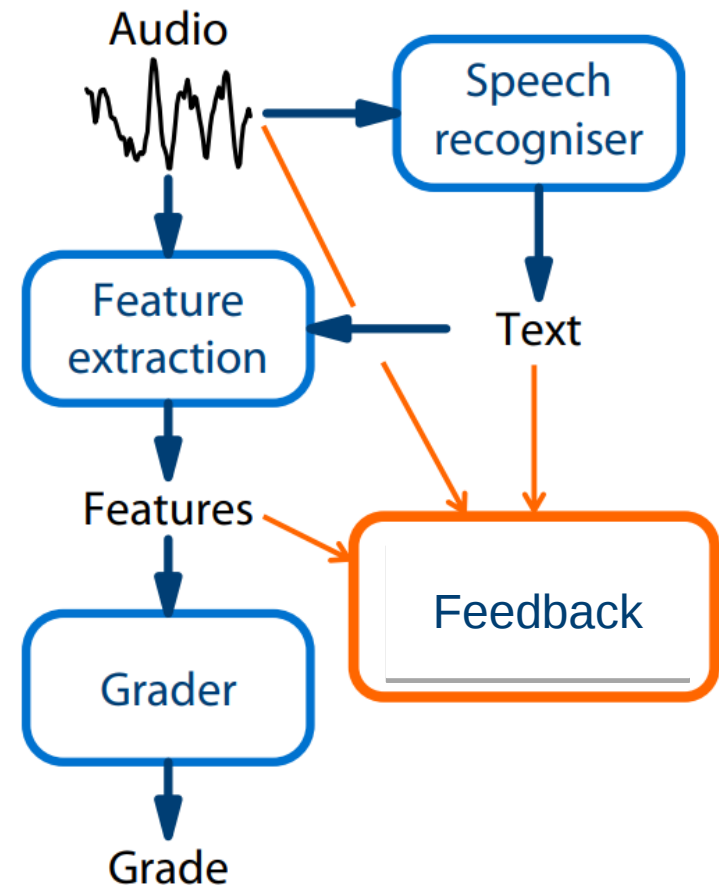 Audio
Speech
recogniser
Feature
extraction
Text
Features
Feedback
Grader
Grade